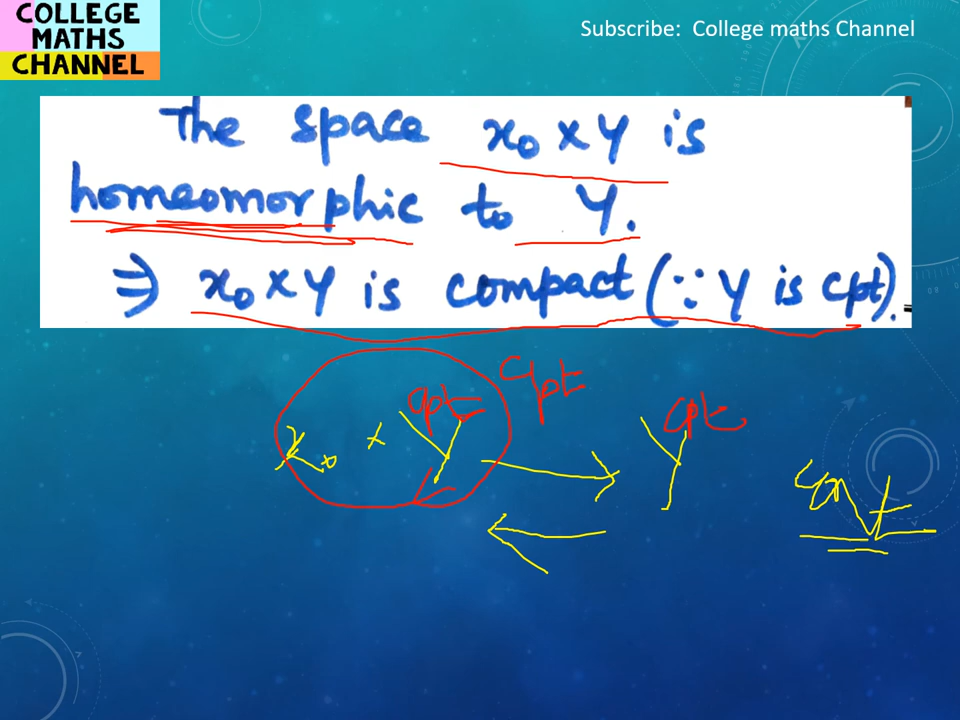 COLLEGE
MATHS
CHANNEL
Subscribe: College maths Channel
The space x₀ × Y is
homeomorphic to Y.
⇒ x₀ × Y is compact (∵ Y is cpt).
cpt cpt cpt
x₀ × Y → Y
←
cnt